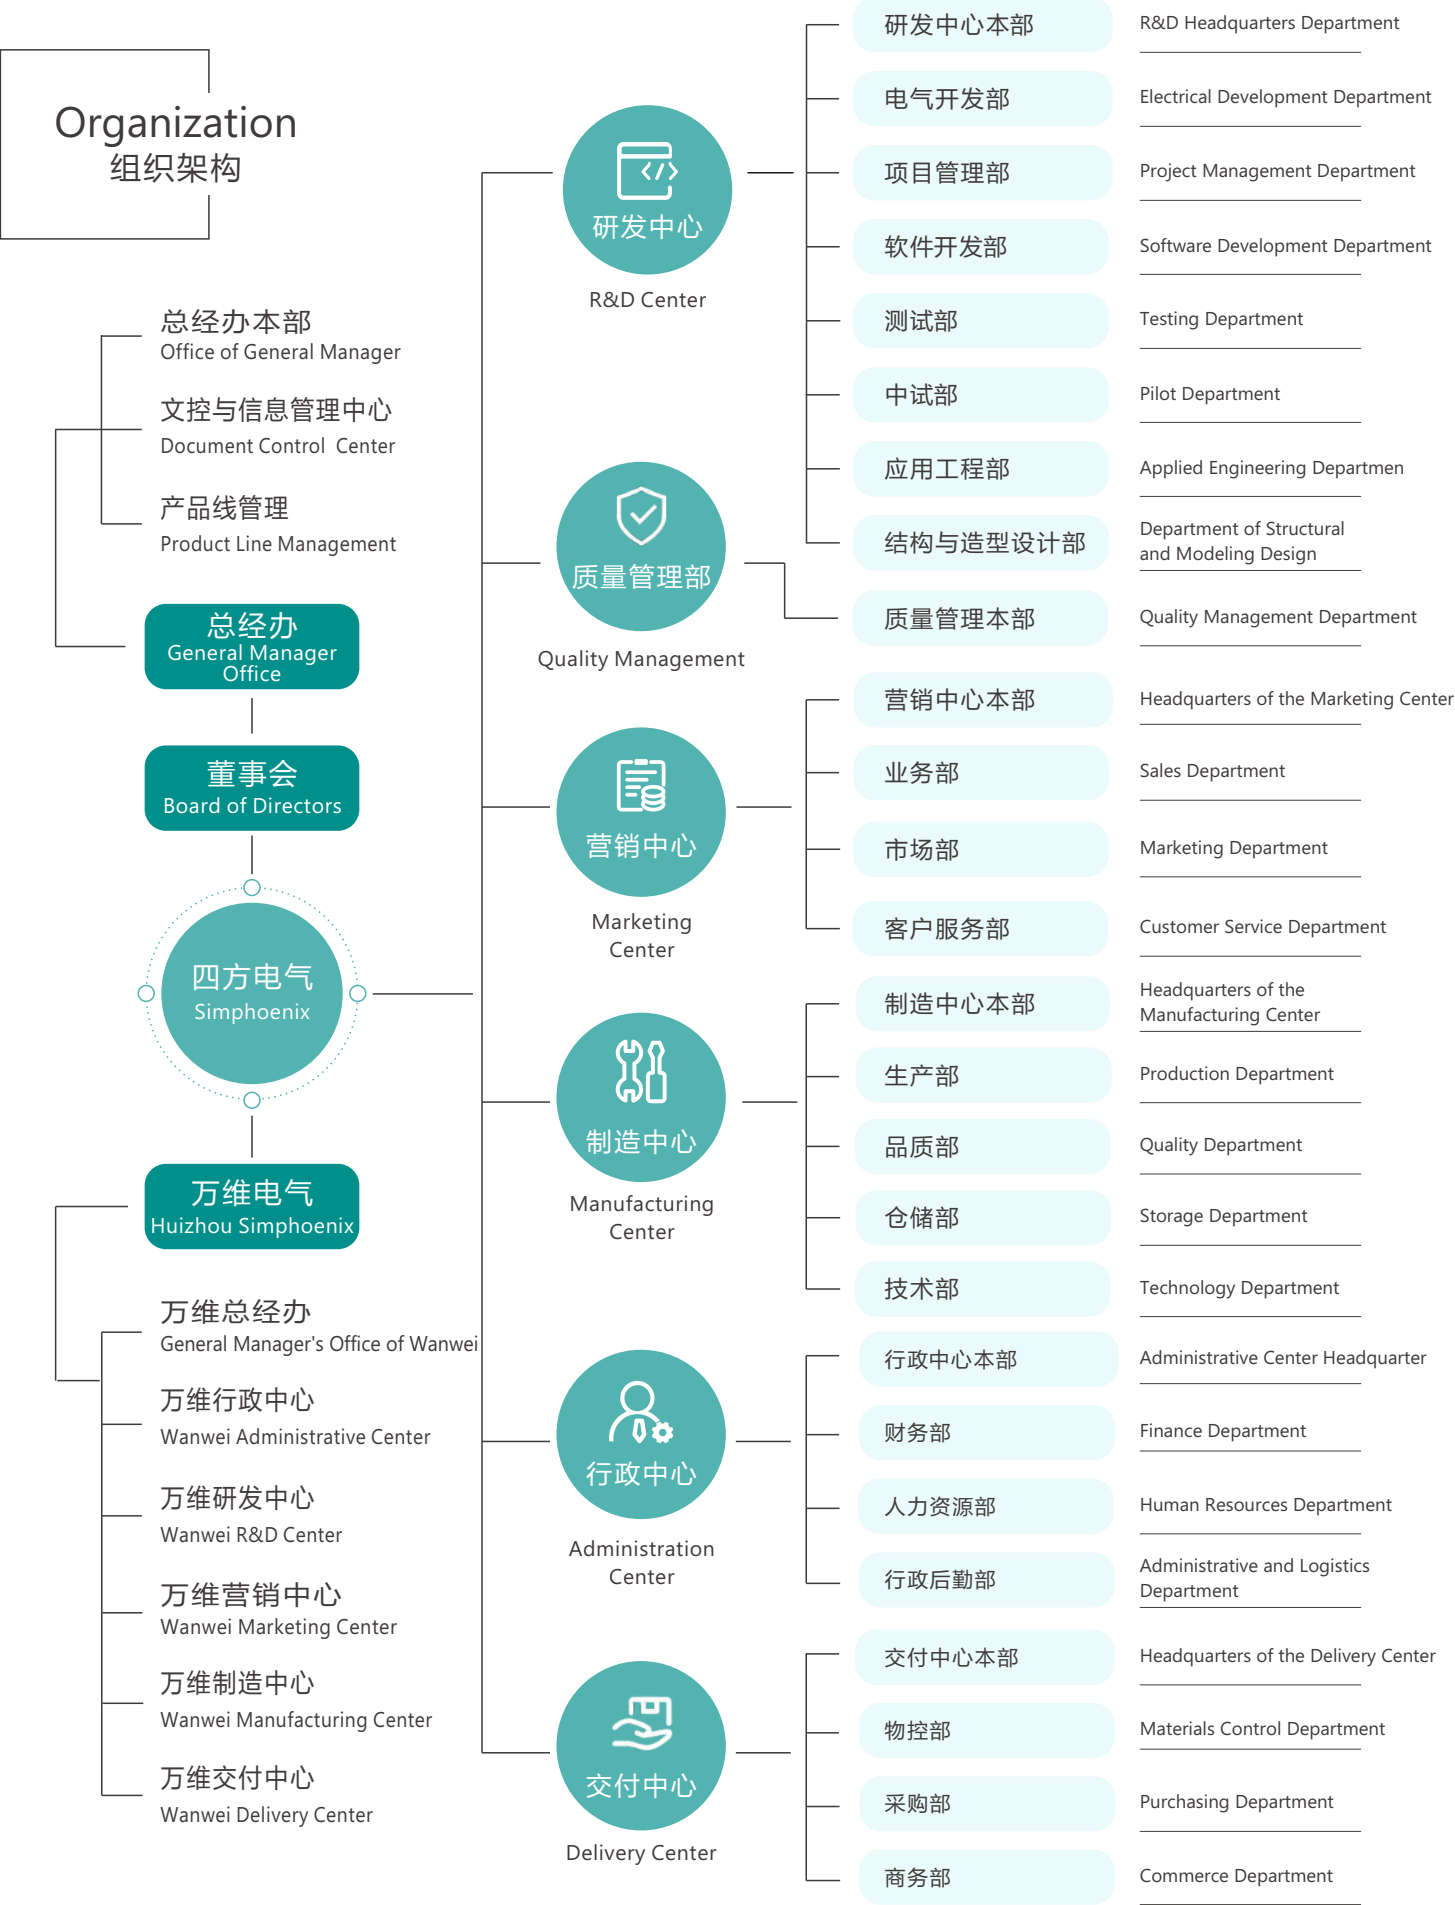 Organization
组织架构
总经办本部
Office of General Manager
文控与信息管理中心
Document Control  Center
产品线管理
Product Line Management
总经办
General Manager
Office
董事会
Board of Directors
四方电气
Simphoenix
万维电气
Huizhou Simphoenix
万维总经办
General Manager's Office of Wanwei
万维行政中心
Wanwei Administrative Center
万维研发中心
Wanwei R&D Center
万维营销中心
Wanwei Marketing Center
万维制造中心
Wanwei Manufacturing Center
万维交付中心
Wanwei Delivery Center
研发中心
R&D Center
研发中心本部
R&D Headquarters Department
电气开发部
Electrical Development Department
项目管理部
Project Management Department
软件开发部
Software Development Department
测试部
Testing Department
中试部
Pilot Department
应用工程部
Applied Engineering Departmen
结构与造型设计部
Department of Structural
and Modeling Design
质量管理部
Quality Management
质量管理本部
Quality Management Department
营销中心
Marketing
Center
营销中心本部
Headquarters of the Marketing Center
业务部
Sales Department
市场部
Marketing Department
客户服务部
Customer Service Department
制造中心
Manufacturing
Center
制造中心本部
Headquarters of the
Manufacturing Center
生产部
Production Department
品质部
Quality Department
仓储部
Storage Department
技术部
Technology Department
行政中心
Administration
Center
行政中心本部
Administrative Center Headquarter
财务部
Finance Department
人力资源部
Human Resources Department
行政后勤部
Administrative and Logistics
Department
交付中心
Delivery Center
交付中心本部
Headquarters of the Delivery Center
物控部
Materials Control Department
采购部
Purchasing Department
商务部
Commerce Department